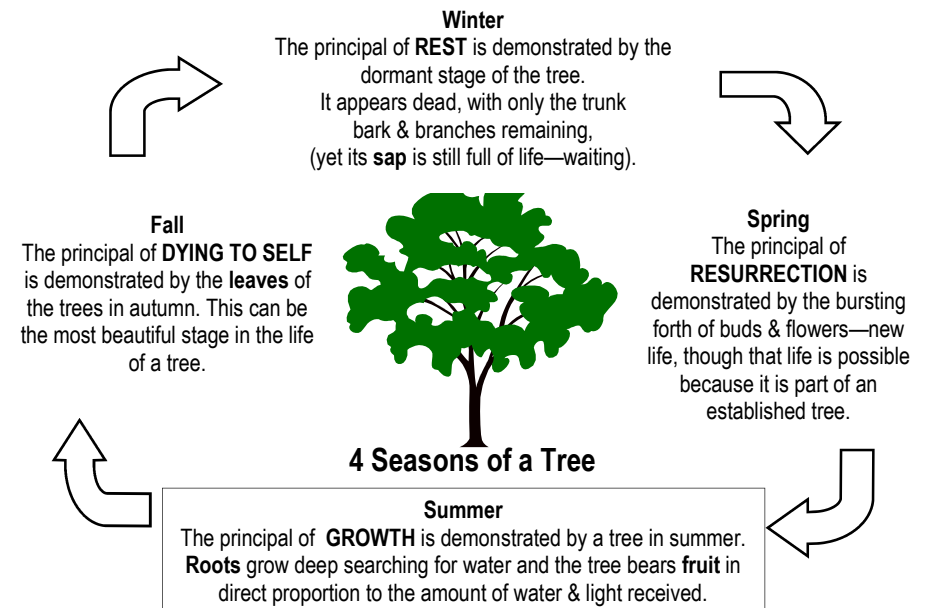 Winter
The principal of REST is demonstrated by the
dormant stage of the tree.
It appears dead, with only the trunk
bark & branches remaining,
(yet its sap is still full of life—waiting).
Fall
The principal of DYING TO SELF
is demonstrated by the leaves of
the trees in autumn. This can be
the most beautiful stage in the life
of a tree.
Spring
The principal of
RESURRECTION is
demonstrated by the bursting
forth of buds & flowers—new
life, though that life is possible
because it is part of an
established tree.
4 Seasons of a Tree
Summer
The principal of GROWTH is demonstrated by a tree in summer.
Roots grow deep searching for water and the tree bears fruit in
direct proportion to the amount of water & light received.